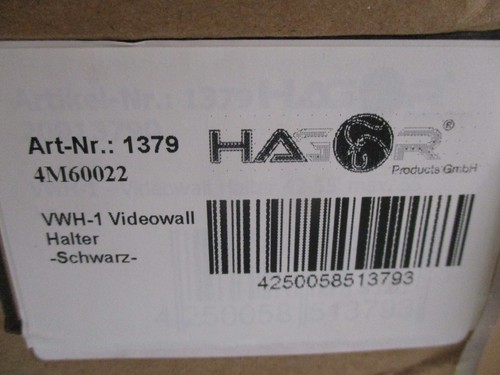 Art-Nr.: 1379
4M60022
VWH-1 Videowall
Halter
-Schwarz-
HAGOR®
Products GmbH
4250058513793